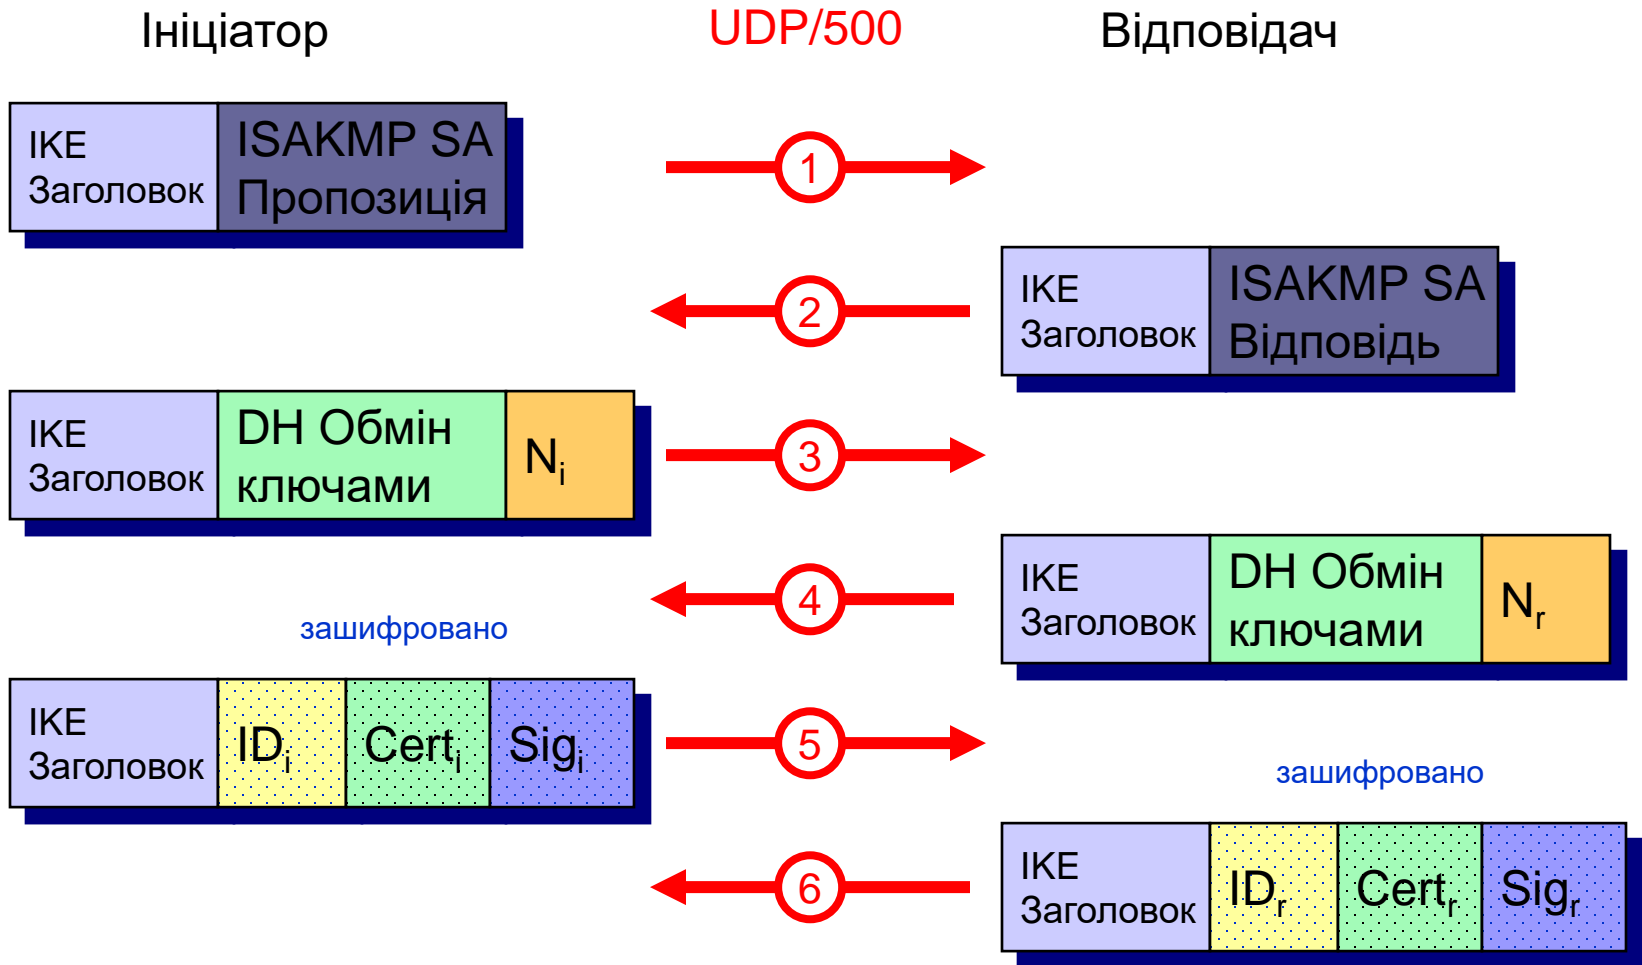 Ініціатор
UDP/500
Відповідач
IKE
Заголовок
ISAKMP SA
Пропозиція
1
2
IKE
Заголовок
ISAKMP SA
Відповідь
IKE
Заголовок
DH Обмін
ключами
Ni
3
4
IKE
Заголовок
DH Обмін
ключами
Nr
зашифровано
IKE
Заголовок
IDi
Certi
Sigi
5
зашифровано
6
IKE
Заголовок
IDr
Certr
Sigr